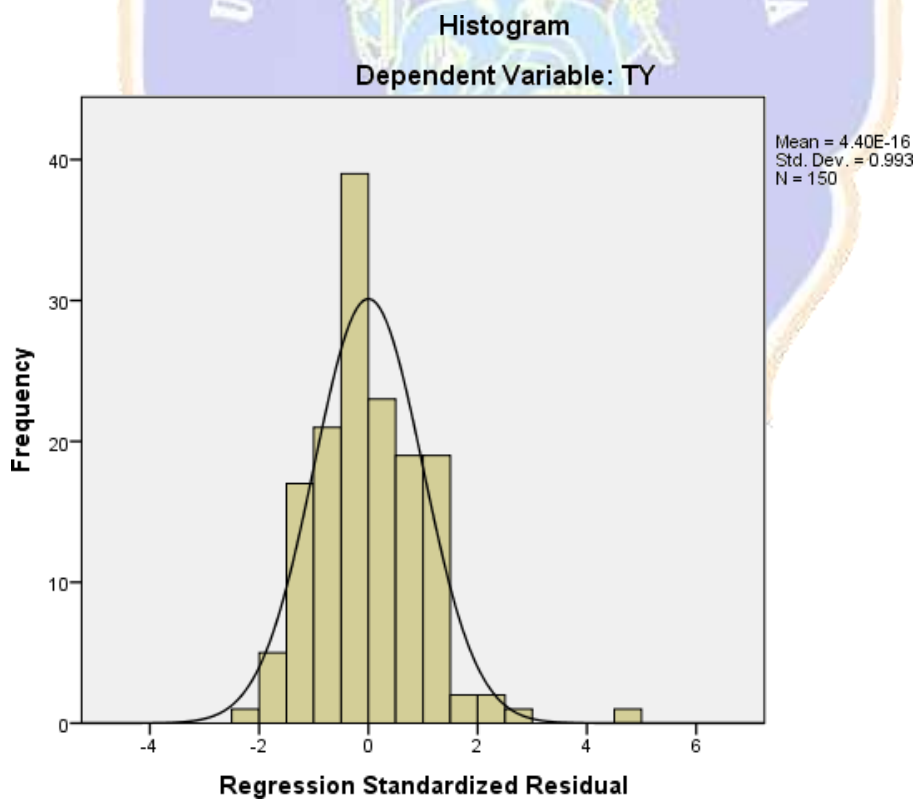 Histogram
Dependent Variable: TY
Mean = 4.40E-16
Std. Dev. = 0.993
N = 150
40
30
20
10
0
-4 -2 0 2 4 6
Frequency
Regression Standardized Residual